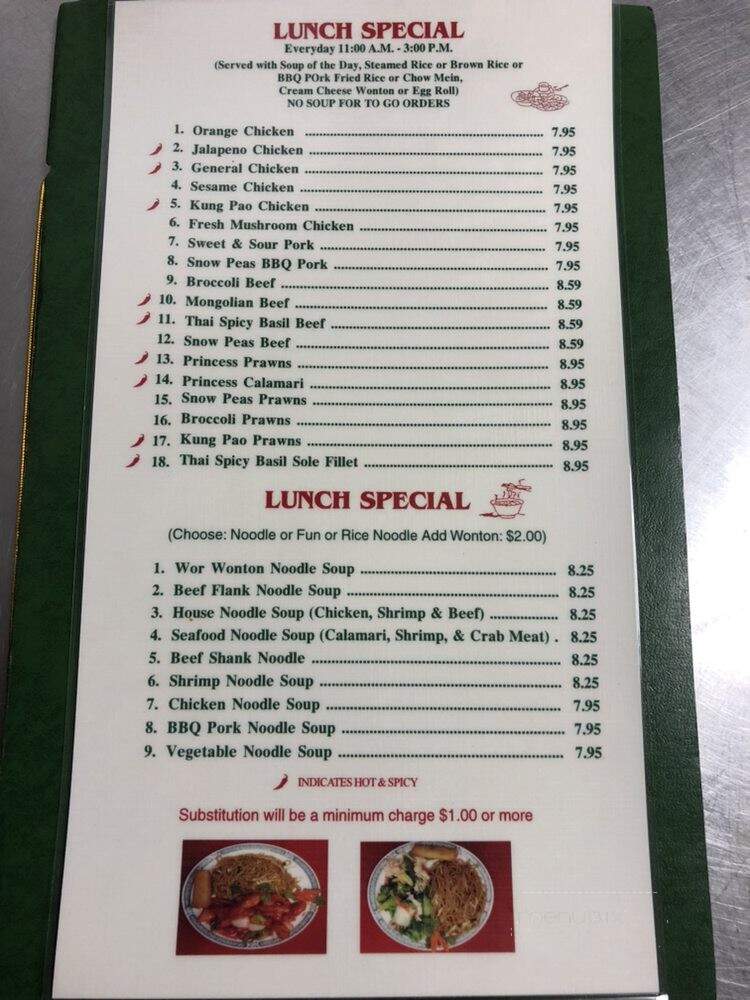 LUNCH SPECIAL
Everyday 11:00 A.M. - 3:00 P.M.
(Served with Soup of the Day, Steamed Rice or Brown Rice or
BBQ POrk Fried Rice or Chow Mein,
Cream Cheese Wonton or Egg Roll)
NO SOUP FOR TO GO ORDERS
1. Orange Chicken 7.95
2. Jalapeno Chicken 7.95
3. General Chicken 7.95
4. Sesame Chicken 7.95
5. Kung Pao Chicken 7.95
6. Fresh Mushroom Chicken 7.95
7. Sweet & Sour Pork 7.95
8. Snow Peas BBQ Pork 7.95
9. Broccoli Beef 8.59
10. Mongolian Beef 8.59
11. Thai Spicy Basil Beef 8.59
12. Snow Peas Beef 8.59
13. Princess Prawns 8.95
14. Princess Calamari 8.95
15. Snow Peas Prawns 8.95
16. Broccoli Prawns 8.95
17. Kung Pao Prawns 8.95
18. Thai Spicy Basil Sole Fillet 8.95
LUNCH SPECIAL
(Choose: Noodle or Fun or Rice Noodle Add Wonton: $2.00)
1. Wor Wonton Noodle Soup 8.25
2. Beef Flank Noodle Soup 8.25
3. House Noodle Soup (Chicken, Shrimp & Beef) 8.25
4. Seafood Noodle Soup (Calamari, Shrimp, & Crab Meat) . 8.25
5. Beef Shank Noodle 8.25
6. Shrimp Noodle Soup 8.25
7. Chicken Noodle Soup 7.95
8. BBQ Pork Noodle Soup 7.95
9. Vegetable Noodle Soup 7.95
INDICATES HOT & SPICY
Substitution will be a minimum charge $1.00 or more